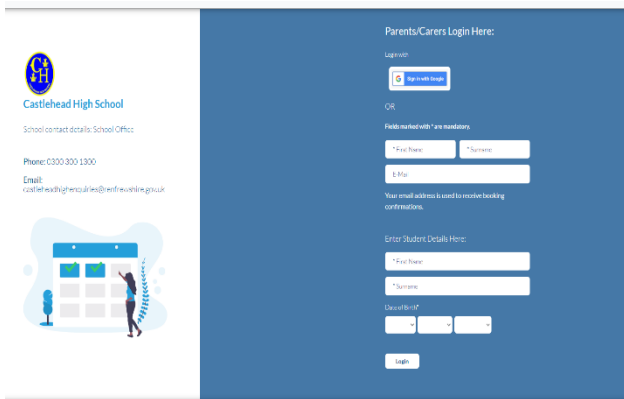 CH
Castlehead High School
School contact details: School Office
Phone: 0300 300 1300
Email:
castleheadhighenquiries@renfrewshire.gov.uk
Parents/Carers Login Here:
Login with
G Sign in with Google
OR
Fields marked with * are mandatory.
* First Name
* Surname
E-Mail
Your email address is used to receive booking
confirmations.
Enter Student Details Here:
* First Name
* Surname
Date of Birth*
Login